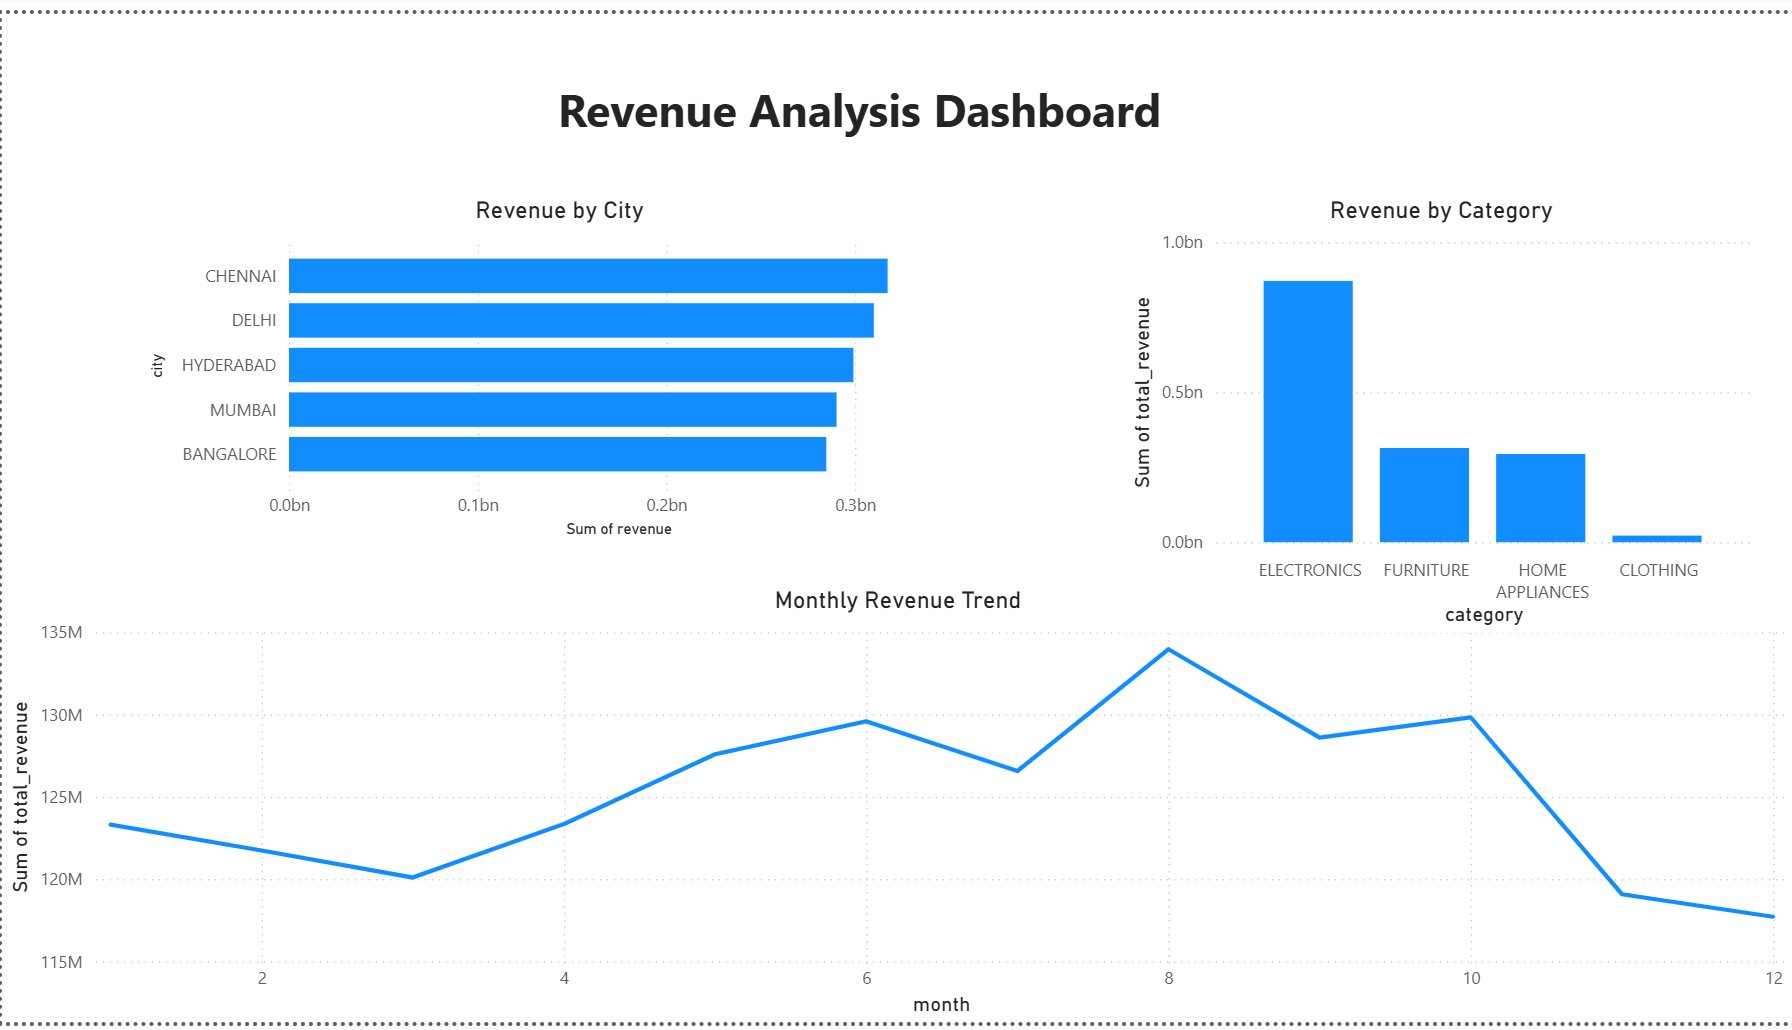 Revenue Analysis Dashboard
Revenue by City
city
CHENNAI
DELHI
HYDERABAD
MUMBAI
BANGALORE
0.0bn 0.1bn 0.2bn 0.3bn
Sum of revenue
Revenue by Category
Sum of total_revenue
1.0bn
0.5bn
0.0bn
ELECTRONICS FURNITURE HOME CLOTHING
APPLIANCES
category
Monthly Revenue Trend
Sum of total_revenue
135M
130M
125M
120M
115M
2 4 6 8 10 12
month